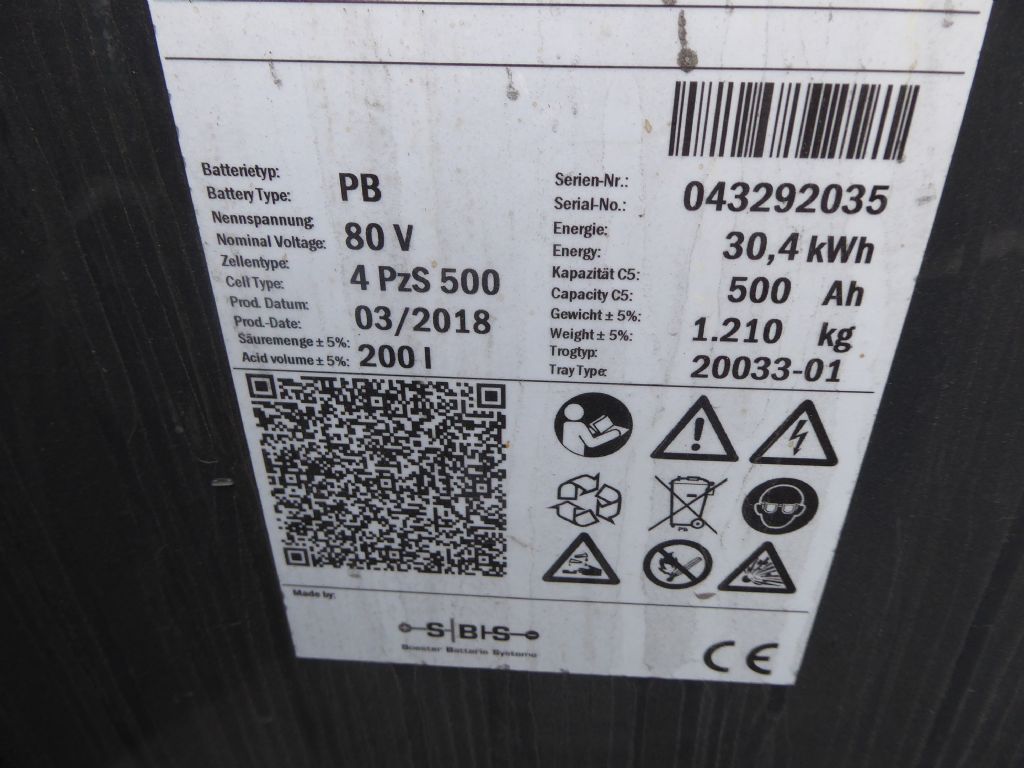 Batterietyp:
Battery Type: PB
Nennspannung:
Nominal Voltage: 80 V
Zellentype:
Cell Type: 4 PzS 500
Prod. Datum:
Prod.-Date: 03/2018
Säuremenge ± 5%:
Acid volume ± 5%: 200 l
Serien-Nr.:
Serial-No.: 043292035
Energie:
Energy: 30,4 kWh
Kapazität C5:
Capacity C5: 500 Ah
Gewicht ± 5%:
Weight ± 5%: 1.210 kg
Trogtyp:
Tray Type: 20033-01
Made by:
S BI S
Soester Batterie Systeme
CE